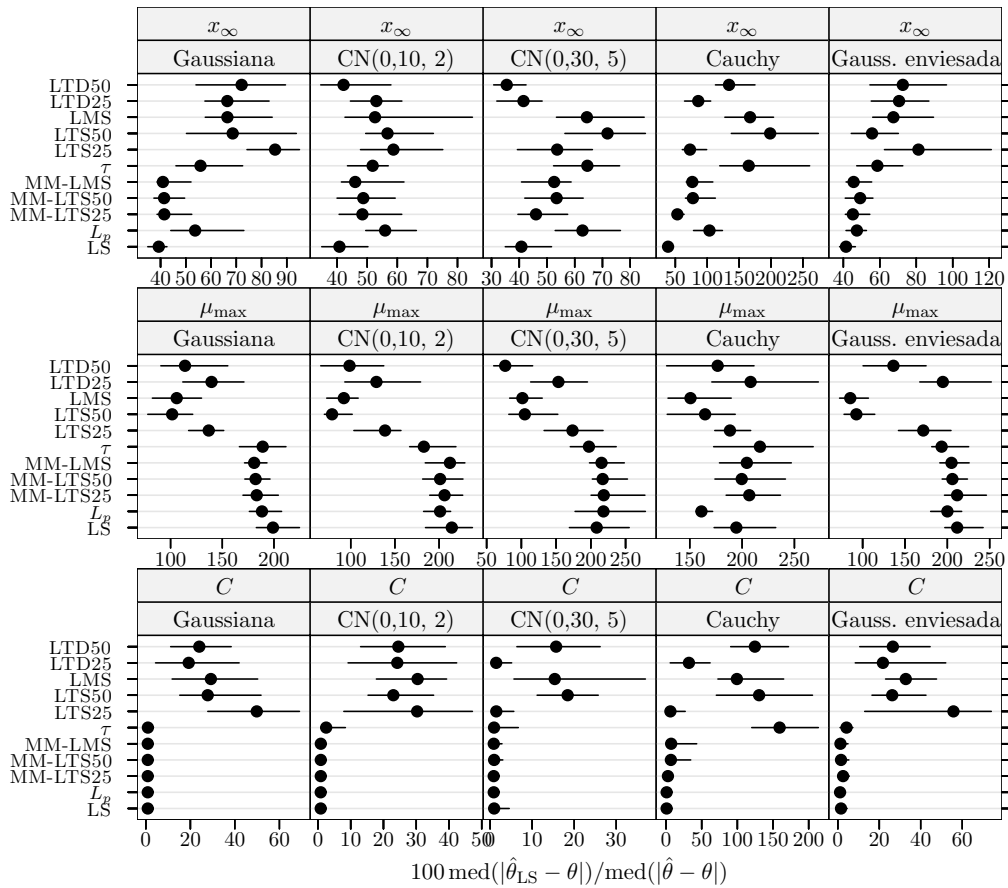 x∞ x∞ x∞ x∞ x∞
Gaussiana CN(0,10, 2) CN(0,30, 5) Cauchy Gauss. enviesada
LTD50
LTD25
LMS
LTS50
LTS25
τ
MM-LMS
MM-LTS50
MM-LTS25
Lp
LS
40 50 60 70 80 90 40 50 60 70 80 30 40 60 80 50 100 150 200 250 40 60 80 100 120
μmax μmax μmax μmax μmax
Gaussiana CN(0,10, 2) CN(0,30, 5) Cauchy Gauss. enviesada
LTD50
LTD25
LMS
LTS50
LTS25
τ
MM-LMS
MM-LTS50
MM-LTS25
Lp
LS
100 150 200 100 150 200 50 100 150 200 250 150 200 250 100 150 200 250
C C C C C
Gaussiana CN(0,10, 2) CN(0,30, 5) Cauchy Gauss. enviesada
LTD50
LTD25
LMS
LTS50
LTS25
τ
MM-LMS
MM-LTS50
MM-LTS25
Lp
LS
0 20 40 60 0 10 20 30 40 50 0 10 20 30 0 50 100 150 200 0 20 40 60
100 med(|θ̂LS − θ|)/med(|θ̂ − θ|)